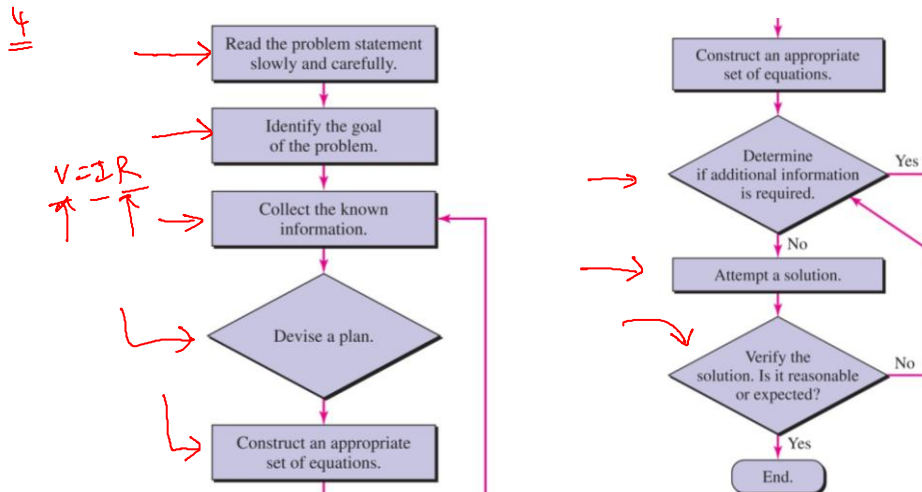 4
Read the problem statement
slowly and carefully.
Identify the goal
of the problem.
V=IR
Collect the known
information.
Devise a plan.
Construct an appropriate
set of equations.
Construct an appropriate
set of equations.
Determine
if additional information
is required.
Yes
No
Attempt a solution.
Verify the
solution. Is it reasonable
or expected?
No
Yes
End.